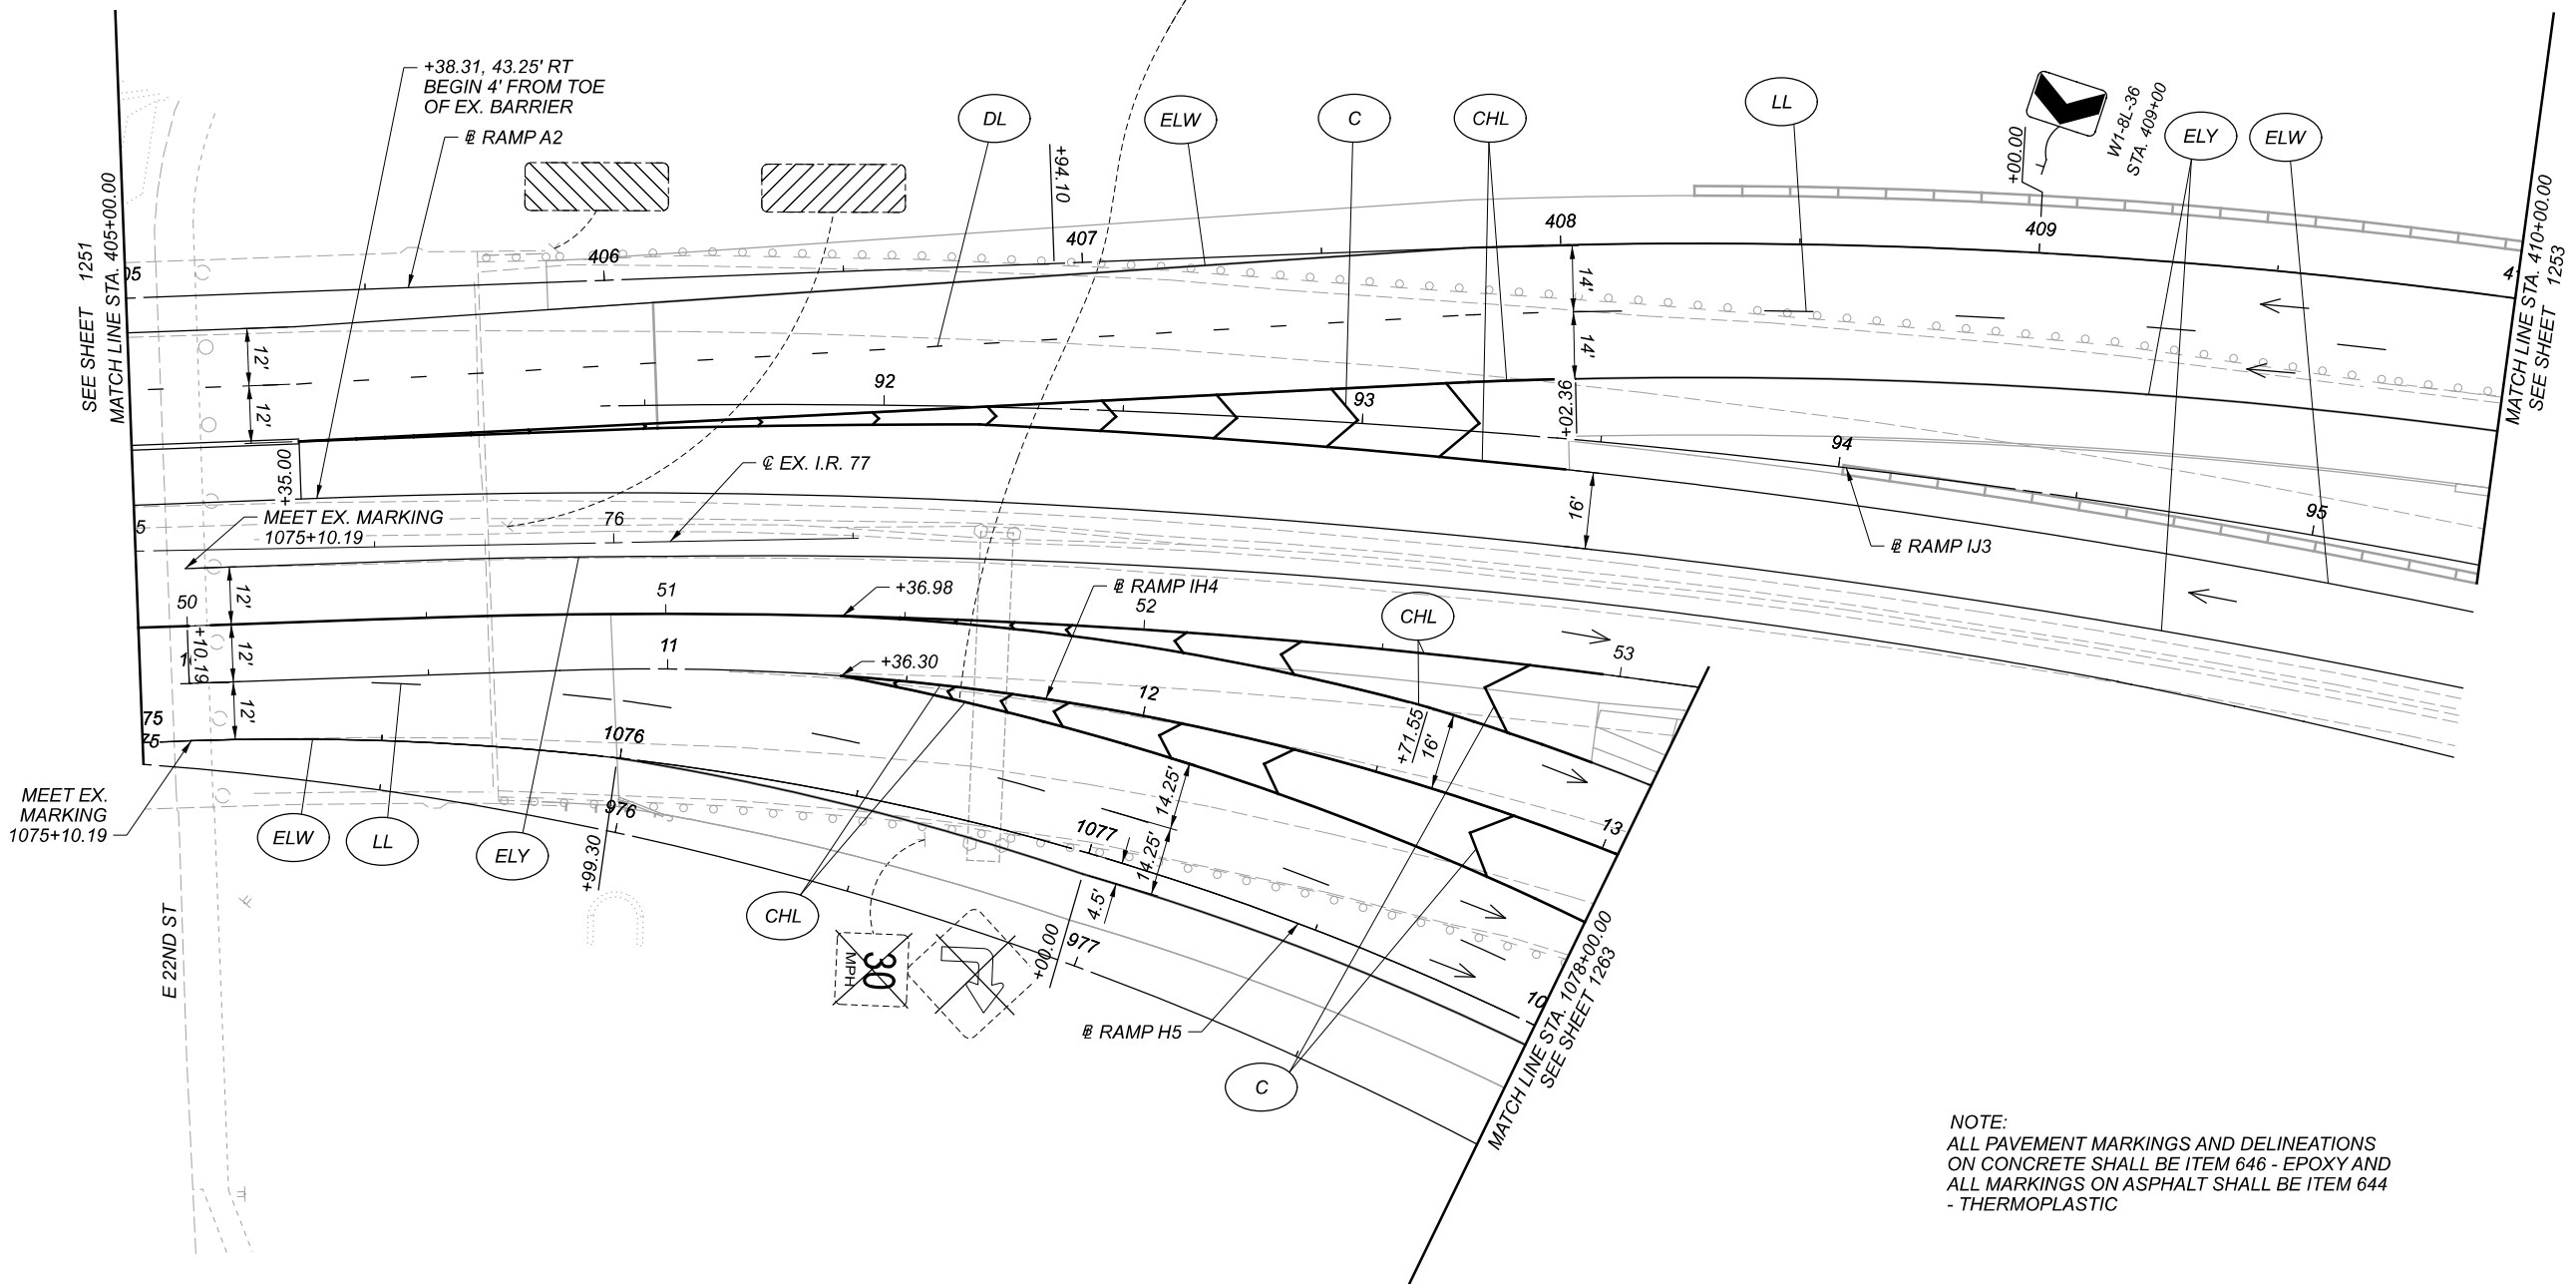 +38.31, 43.25' RT
BEGIN 4' FROM TOE
OF EX. BARRIER
℄ RAMP A2
DL
ELW
C
CHL
LL
+00.00
W1-8L-36
STA. 409+00
ELY
ELW
SEE SHEET 1251
MATCH LINE STA. 405+00.00
+94.10
05
406
407
408
409
41
MATCH LINE STA. 410+00.00
SEE SHEET 1253
14'
14'
12'
12'
92
93
+02.36
94
95
+35.00
℄ EX. I.R. 77
16'
℄ RAMP IJ3
MEET EX. MARKING
1075+10.19
5
76
50
51
+36.98
℄ RAMP IH4
52
CHL
53
12'
12'
12'
+10.19
1
11
+36.30
12
13
75
75
1076
+71.55
16'
MEET EX.
MARKING
1075+10.19
ELW
LL
ELY
+99.30
976
CHL
1077
14.25'
14.25'
4.5'
+00.00
977
E 22ND ST
30
MPH
℄ RAMP H5
10
C
MATCH LINE STA. 1078+00.00
SEE SHEET 1263
NOTE:
ALL PAVEMENT MARKINGS AND DELINEATIONS
ON CONCRETE SHALL BE ITEM 646 - EPOXY AND
ALL MARKINGS ON ASPHALT SHALL BE ITEM 644
- THERMOPLASTIC